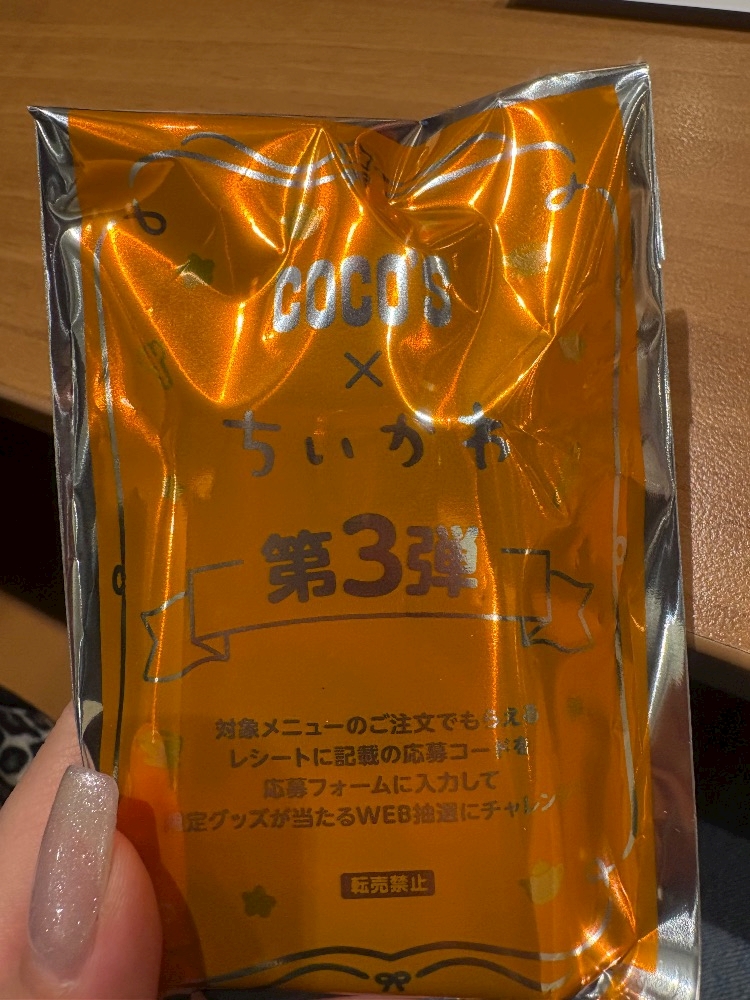 COCO'S
×
ちいかわ
第3弾
対象メニューのご注文でもらえる
レシートに記載の応募コードを
応募フォームに入力して
定グッズが当たるWEB抽選にチャレン
転売禁止